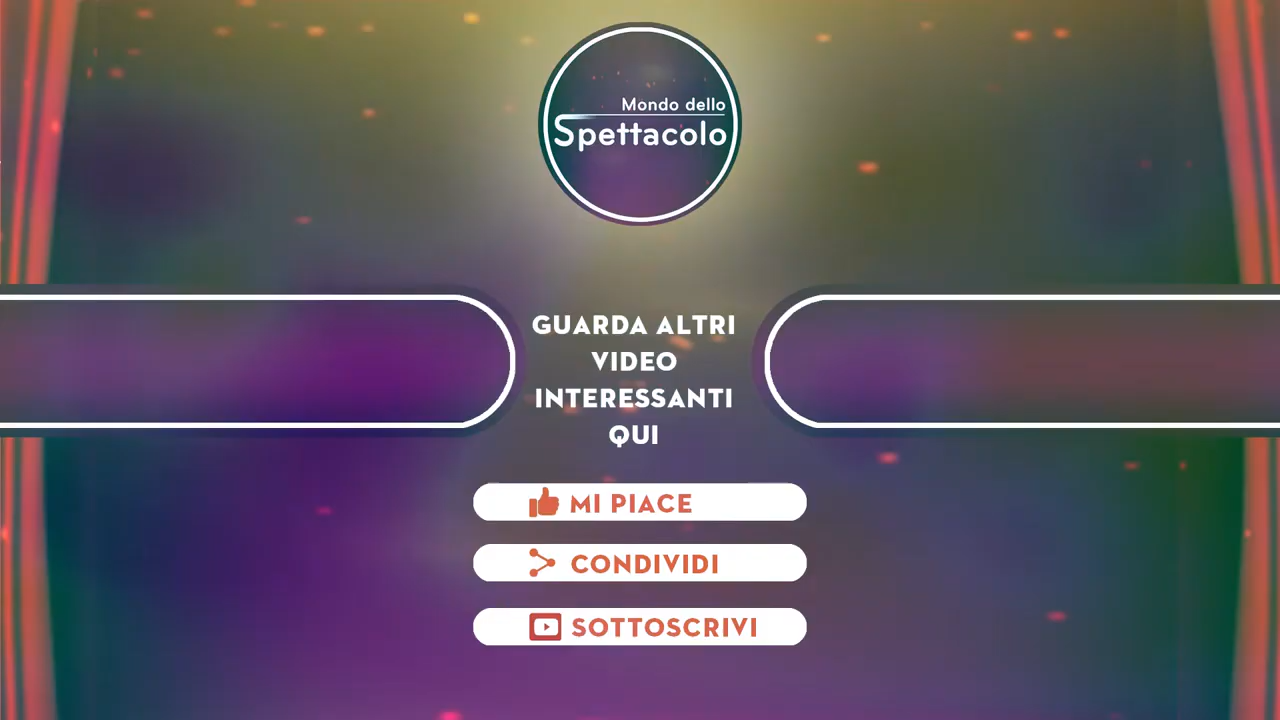 Mondo dello
Spettacolo
GUARDA ALTRI
VIDEO
INTERESSANTI
QUI
MI PIACE
CONDIVIDI
SOTTOSCRIVI